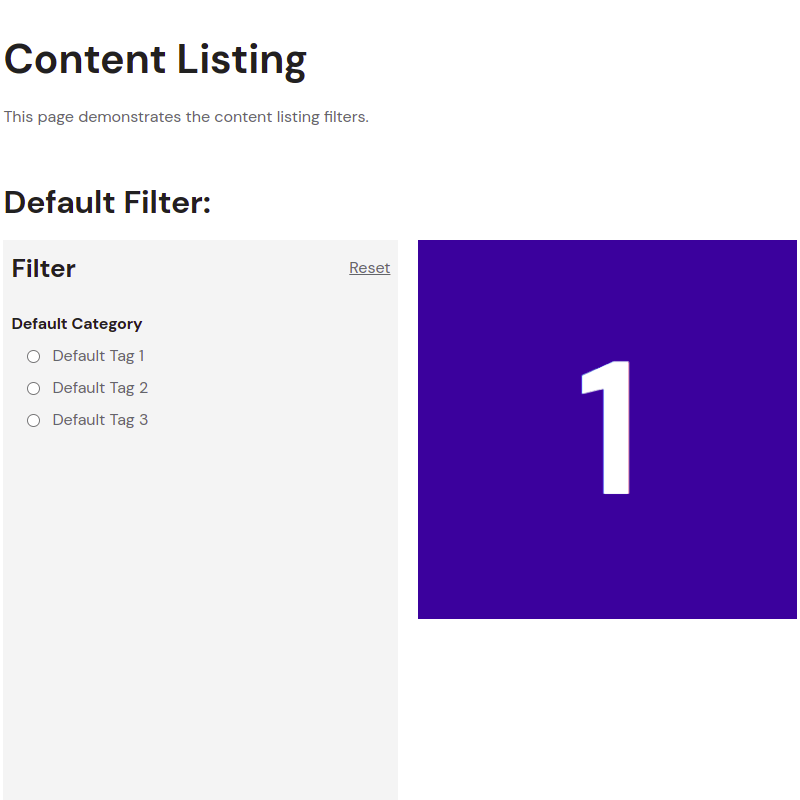 Content Listing
This page demonstrates the content listing filters.
Default Filter:
Filter
Reset
Default Category
Default Tag 1
Default Tag 2
Default Tag 3
1